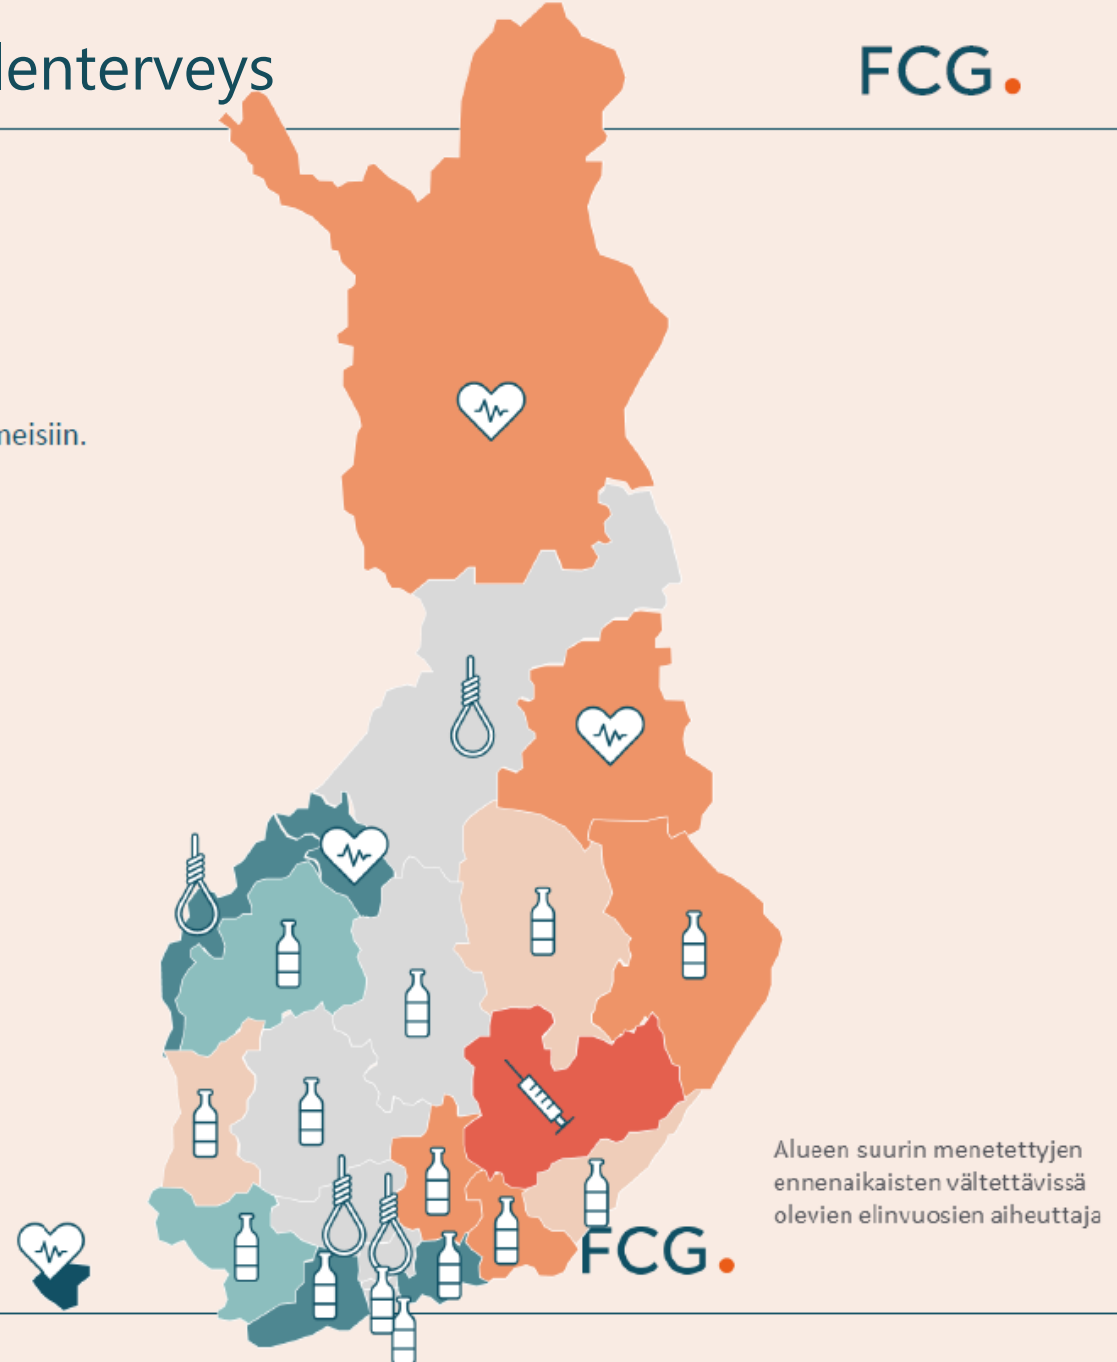 lenterveys
FCG.
neisiin.
Alueen suurin menetettyjen
ennenaikaisten vältettävissä
olevien elinvuosien aiheuttaja
FCG.